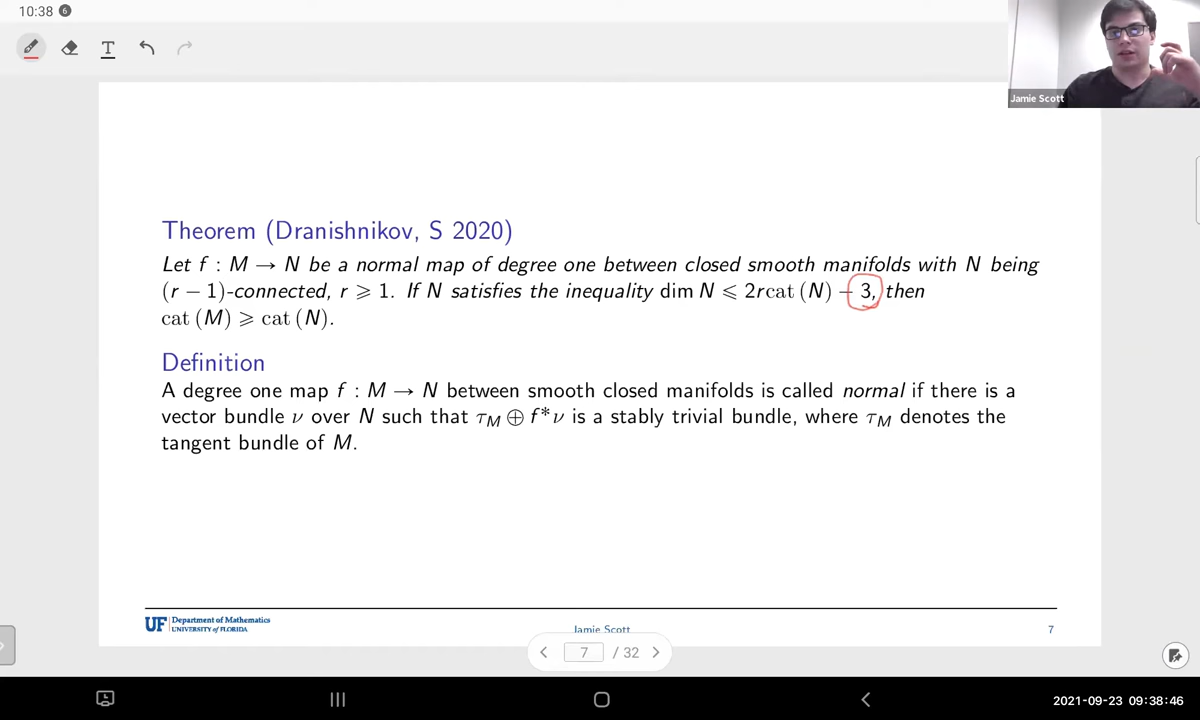 10:38 6
T
Jamie Scott
Theorem (Dranishnikov, S 2020)
Let f : M → N be a normal map of degree one between closed smooth manifolds with N being
(r − 1)-connected, r ⩾ 1. If N satisfies the inequality dim N ⩽ 2rcat (N) − 3, then
cat (M) ⩾ cat (N).
Definition
A degree one map f : M → N between smooth closed manifolds is called normal if there is a
vector bundle ν over N such that τ_M ⊕ f*ν is a stably trivial bundle, where τ_M denotes the
tangent bundle of M.
UF Department of Mathematics
UNIVERSITY of FLORIDA
Jamie Scott
7
7 / 32
2021-09-23 09:38:46